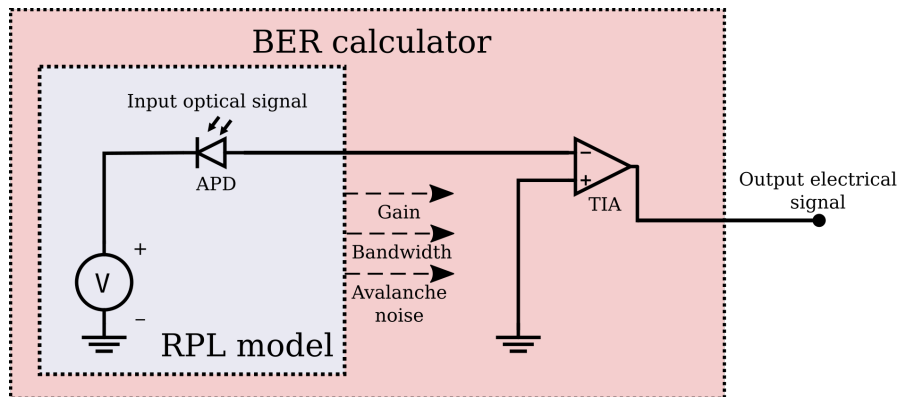 BER calculator
Input optical signal
APD
−
+
TIA
Output electrical
signal
Gain
Bandwidth
Avalanche
noise
+
V
−
RPL model